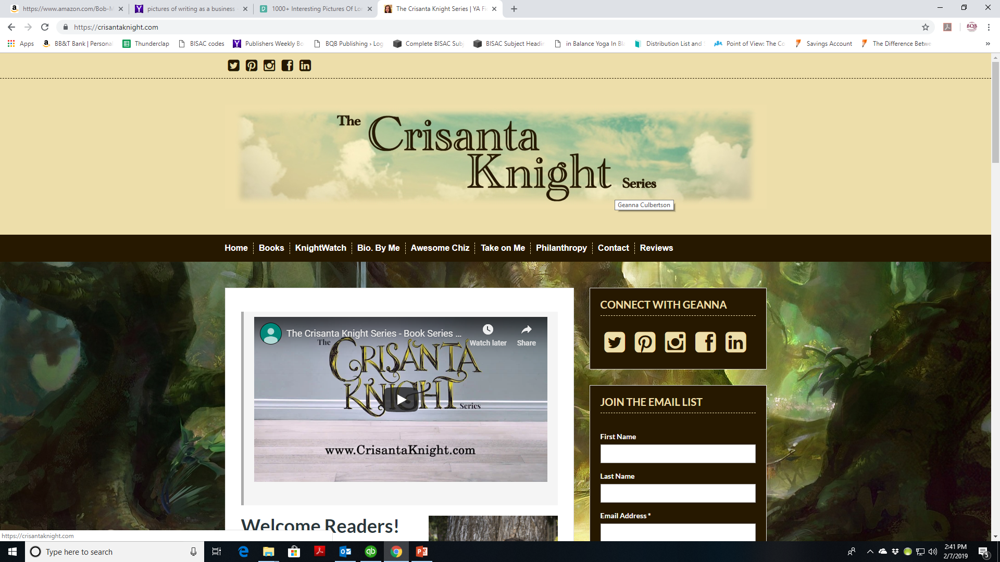 https://www.amazon.com/Bob-M
pictures of writing as a business
1000+ Interesting Pictures Of Lo
The Crisanta Knight Series | YA Fi
https://crisantaknight.com
BQB
Apps
BB&T Bank | Persona
Thunderclap
BISAC codes
Publishers Weekly Bo
BQB Publishing › Log
Complete BISAC Subj
BISAC Subject Headin
in Balance Yoga In Bla
Distribution List and
Point of View: The Co
Savings Account
The Difference Betwe
The
Crisanta
Knight
Series
Geanna Culbertson
Home
Books
KnightWatch
Bio. By Me
Awesome Chiz
Take on Me
Philanthropy
Contact
Reviews
The Crisanta Knight Series - Book Series ...
Watch later
Share
The
CRISANTA
KNIGHT
Series
www.CrisantaKnight.com
Welcome Readers!
CONNECT WITH GEANNA
JOIN THE EMAIL LIST
First Name
Last Name
Email Address *
https://crisantaknight.com
Type here to search
2:41 PM
2/7/2019
5